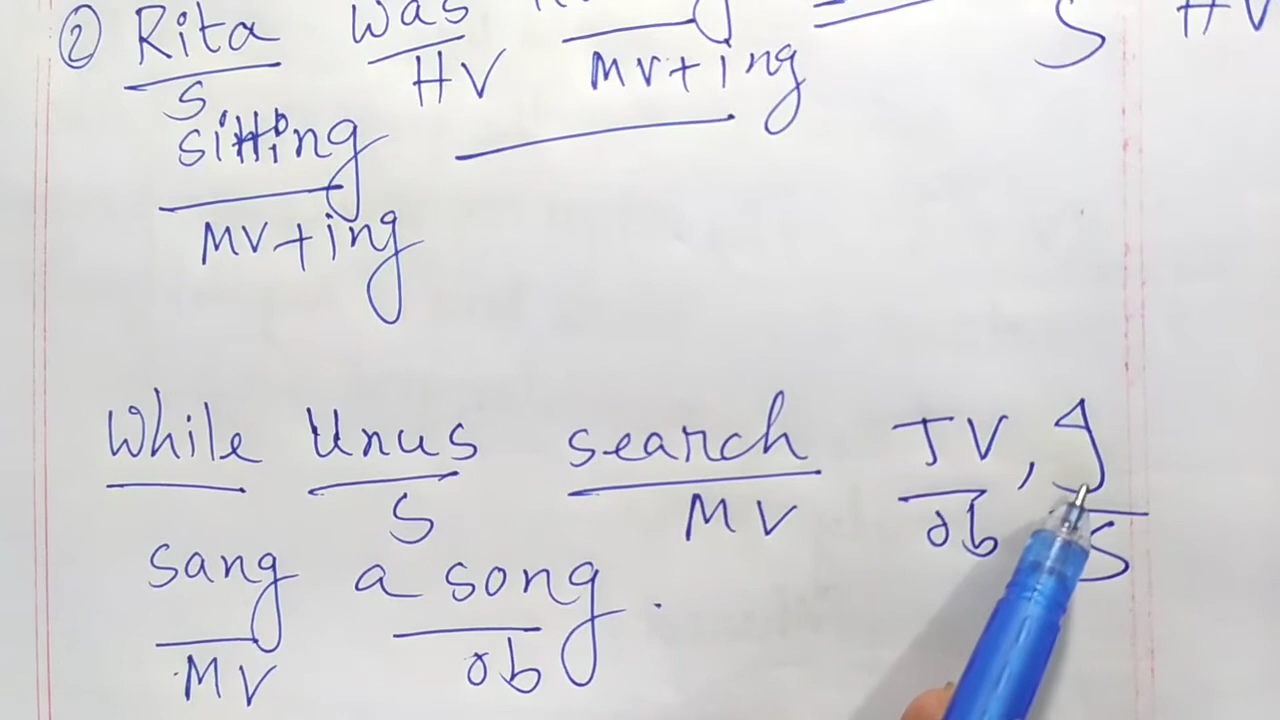 ② Rita was
S HV MV+ing S HV
sitting
MV+ing
While Unus search TV, I
S MV ob S
sang a song.
MV ob